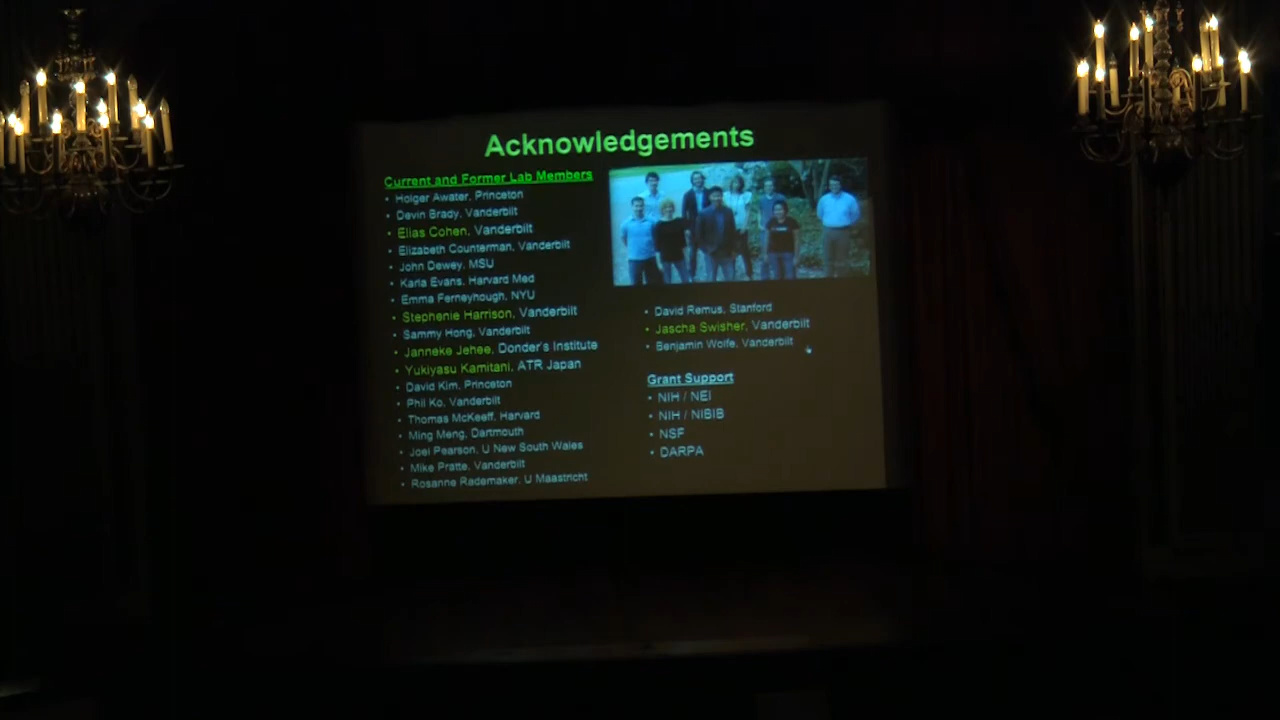 Acknowledgements
Current and Former Lab Members
• Holger Awater, Princeton
• Devin Brady, Vanderbilt
• Elias Cohen, Vanderbilt
• Elizabeth Counterman, Vanderbilt
• John Dewey, MSU
• Karla Evans, Harvard Med
• Emma Ferneyhough, NYU
• Stephenie Harrison, Vanderbilt
• Sammy Hong, Vanderbilt
• Janneke Jehee, Donder's Institute
• Yukiyasu Kamitani, ATR Japan
• David Kim, Princeton
• Phil Ko, Vanderbilt
• Thomas McKeeff, Harvard
• Ming Meng, Dartmouth
• Joel Pearson, U New South Wales
• Mike Pratte, Vanderbilt
• Rosanne Rademaker, U Maastricht
• David Remus, Stanford
• Jascha Swisher, Vanderbilt
• Benjamin Wolfe, Vanderbilt
Grant Support
• NIH / NEI
• NIH / NIBIB
• NSF
• DARPA